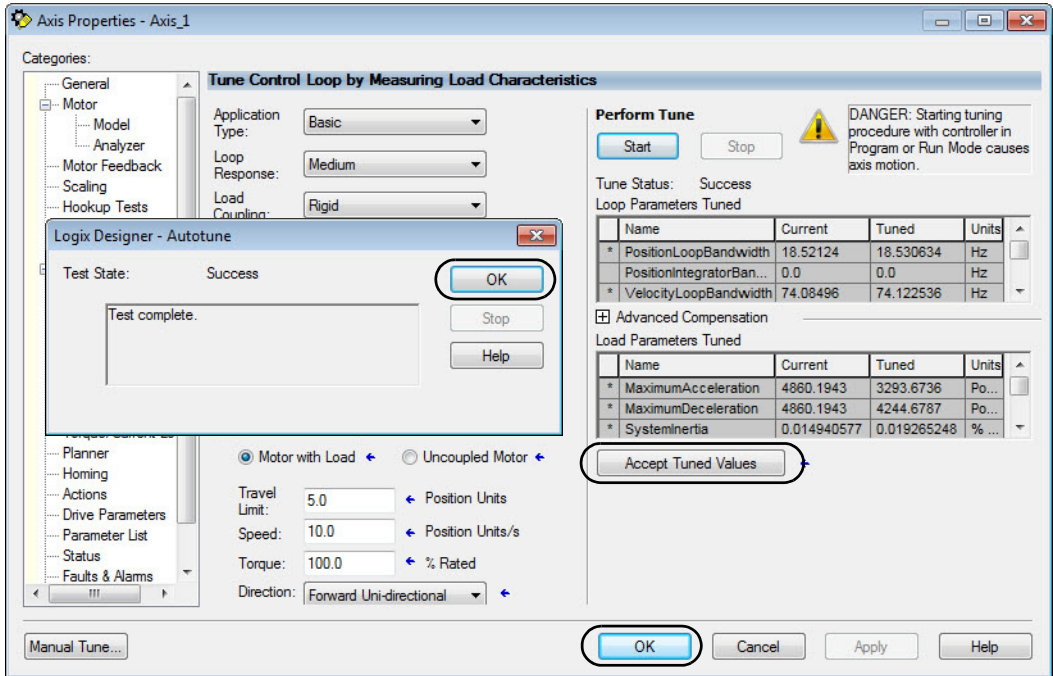 Axis Properties - Axis_1
Categories:
General
Motor
Model
Analyzer
Motor Feedback
Scaling
Hookup Tests
Planner
Homing
Actions
Drive Parameters
Parameter List
Status
Faults & Alarms
Tune Control Loop by Measuring Load Characteristics
Application Type: Basic
Loop Response: Medium
Load Coupling: Rigid
Logix Designer - Autotune
Test State: Success
Test complete.
OK
Stop
Help
Motor with Load
Uncoupled Motor
Travel Limit: 5.0 Position Units
Speed: 10.0 Position Units/s
Torque: 100.0 % Rated
Direction: Forward Uni-directional
Perform Tune
Start Stop
DANGER: Starting tuning
procedure with controller in
Program or Run Mode causes
axis motion.
Tune Status: Success
Loop Parameters Tuned
Name Current Tuned Units
* PositionLoopBandwidth 18.52124 18.530634 Hz
PositionIntegratorBan... 0.0 0.0 Hz
* VelocityLoopBandwidth 74.08496 74.122536 Hz
Advanced Compensation
Load Parameters Tuned
Name Current Tuned Units
* MaximumAcceleration 4860.1943 3293.6736 Po...
* MaximumDeceleration 4860.1943 4244.6787 Po...
* SystemInertia 0.014940577 0.019265248 % ...
Accept Tuned Values
Manual Tune...
OK Cancel Apply Help